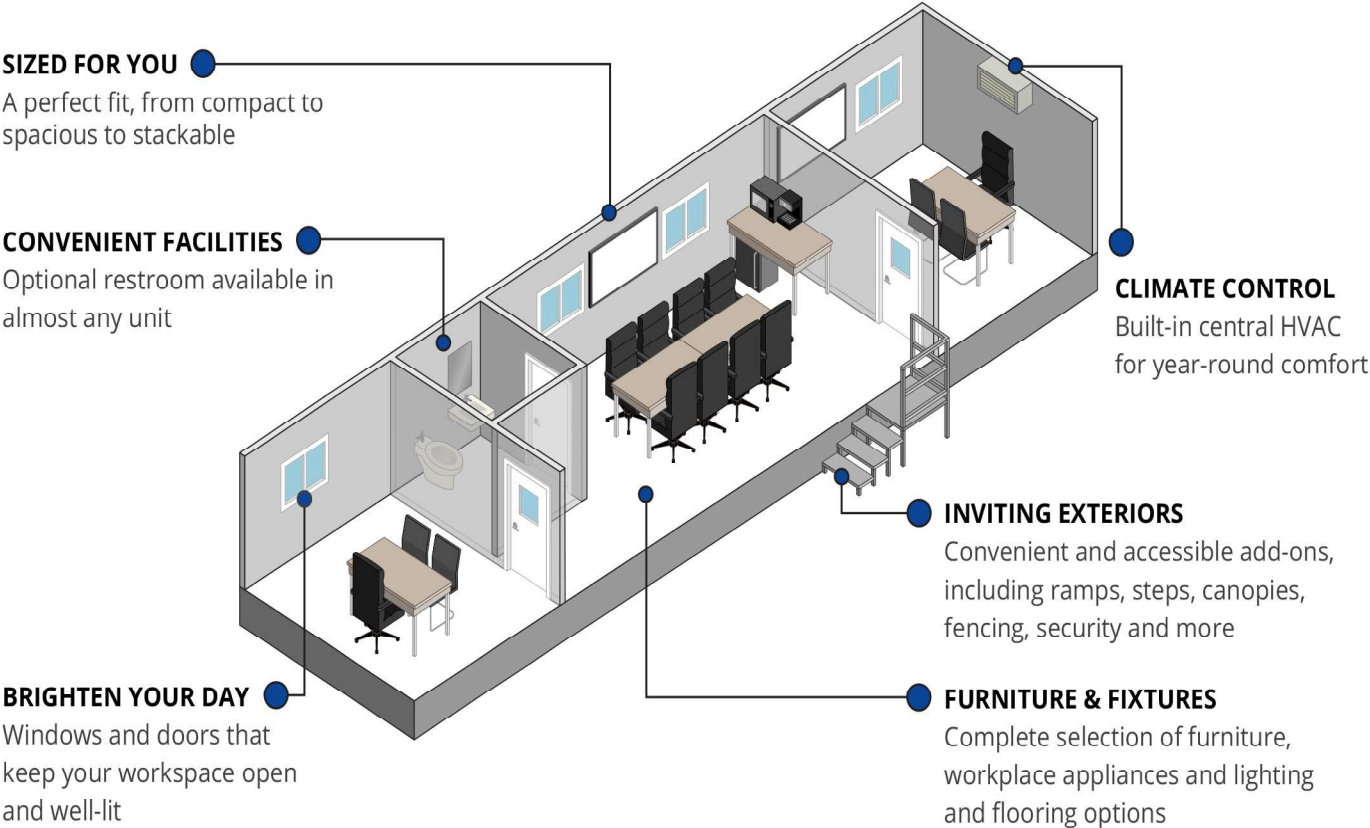 SIZED FOR YOU
A perfect fit, from compact to
spacious to stackable
CONVENIENT FACILITIES
Optional restroom available in
almost any unit
CLIMATE CONTROL
Built-in central HVAC
for year-round comfort
INVITING EXTERIORS
Convenient and accessible add-ons,
including ramps, steps, canopies,
fencing, security and more
BRIGHTEN YOUR DAY
Windows and doors that
keep your workspace open
and well-lit
FURNITURE & FIXTURES
Complete selection of furniture,
workplace appliances and lighting
and flooring options